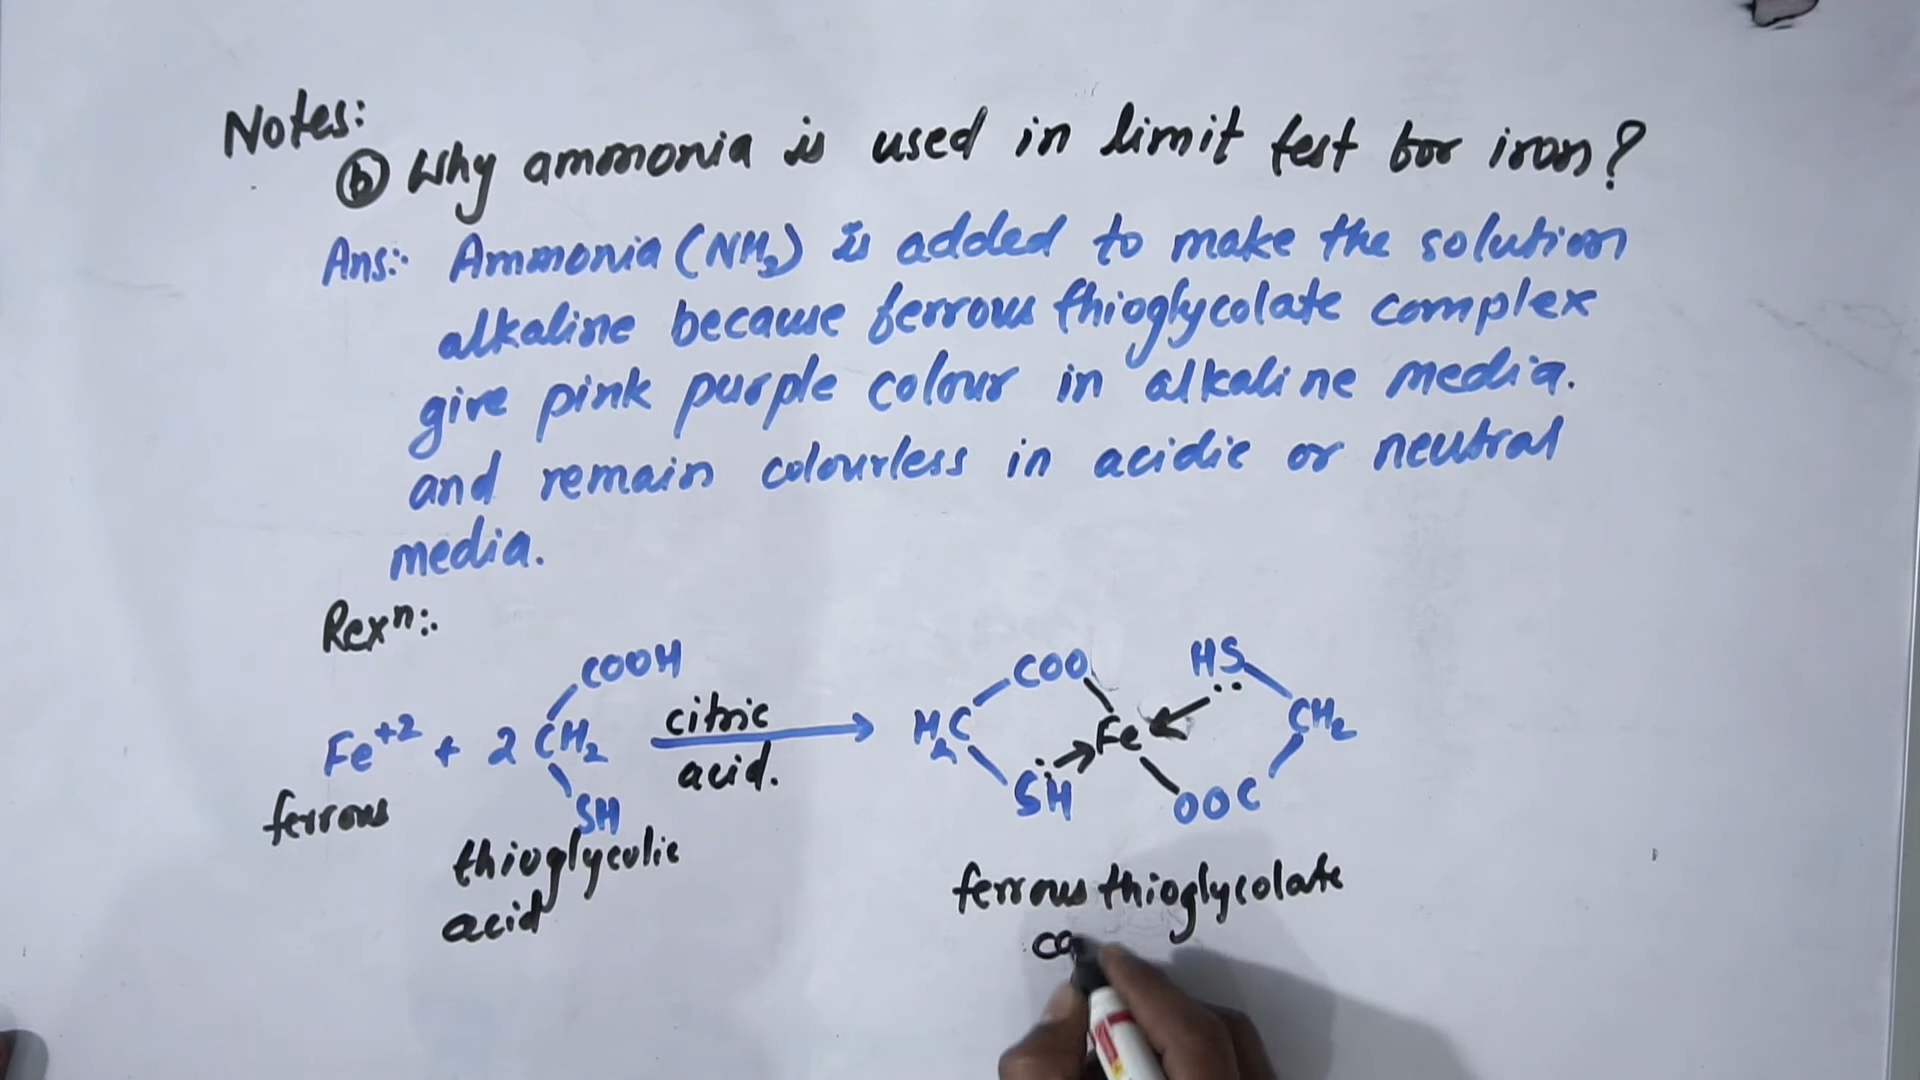 Notes:
(b) Why ammonia is used in limit test for iron?
Ans:- Ammonia (NH3) is added to make the solution
alkaline because ferrous thioglycolate complex
give pink purple colour in alkaline media.
and remain colourless in acidic or neutral
media.
Rexn:-
COOH
Fe+2 + 2 CH2
SH
ferrous
thioglycolic
acid
citric
acid.
COO HS
H2C Fe CH2
SH OOC
ferrous thioglycolate
co